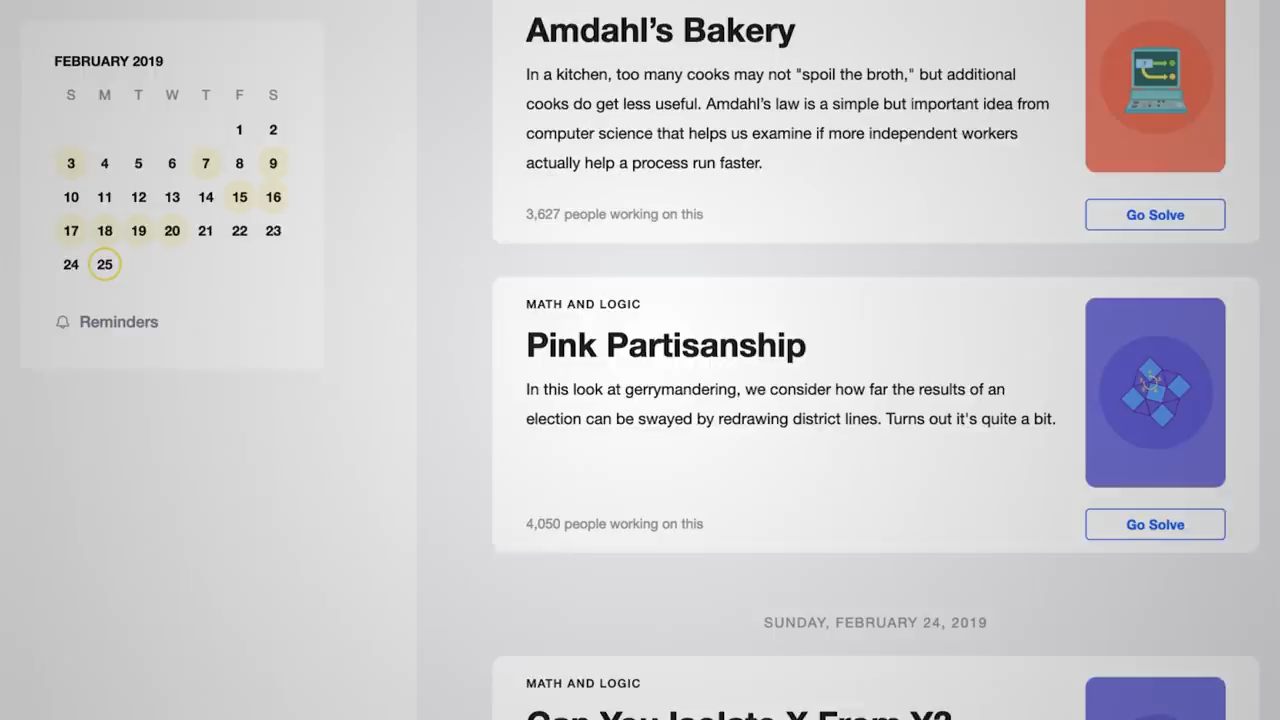 FEBRUARY 2019
S M T W T F S
1 2
3 4 5 6 7 8 9
10 11 12 13 14 15 16
17 18 19 20 21 22 23
24 25
Reminders
Amdahl’s Bakery
In a kitchen, too many cooks may not "spoil the broth," but additional
cooks do get less useful. Amdahl’s law is a simple but important idea from
computer science that helps us examine if more independent workers
actually help a process run faster.
3,627 people working on this
Go Solve
MATH AND LOGIC
Pink Partisanship
In this look at gerrymandering, we consider how far the results of an
election can be swayed by redrawing district lines. Turns out it's quite a bit.
4,050 people working on this
Go Solve
SUNDAY, FEBRUARY 24, 2019
MATH AND LOGIC
Can You Isolate X From Y?